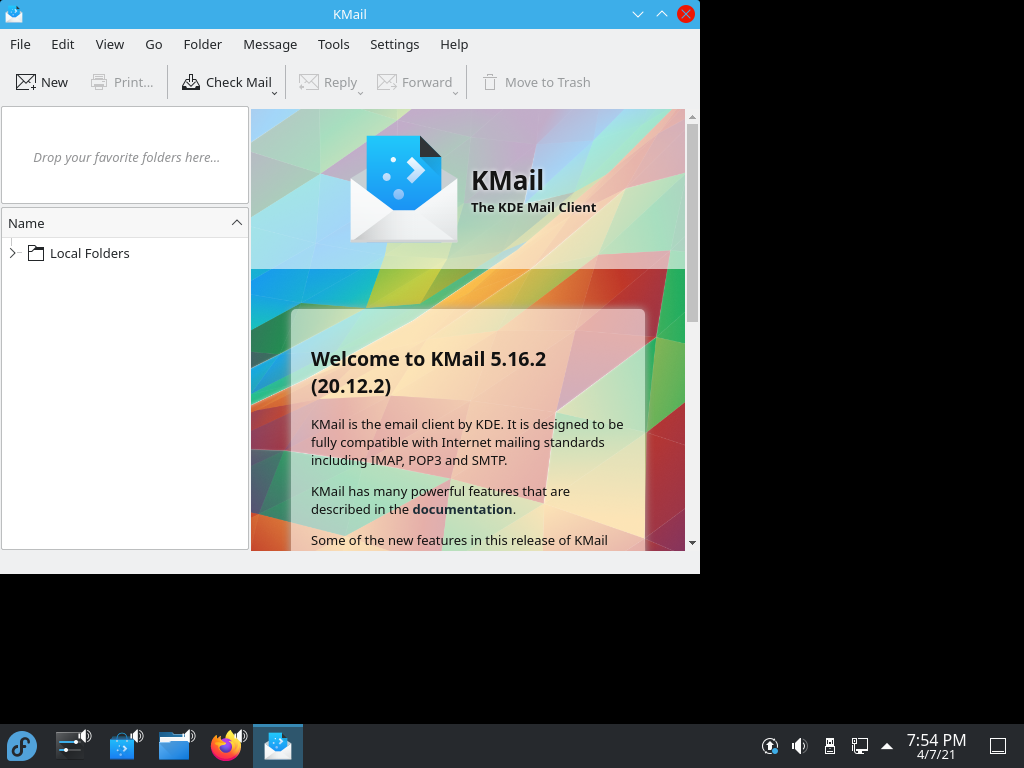 KMail
File Edit View Go Folder Message Tools Settings Help
New Print... Check Mail Reply Forward Move to Trash
Drop your favorite folders here...
Name
Local Folders
KMail
The KDE Mail Client
Welcome to KMail 5.16.2
(20.12.2)
KMail is the email client by KDE. It is designed to be
fully compatible with Internet mailing standards
including IMAP, POP3 and SMTP.
KMail has many powerful features that are
described in the documentation.
Some of the new features in this release of KMail
7:54 PM
4/7/21